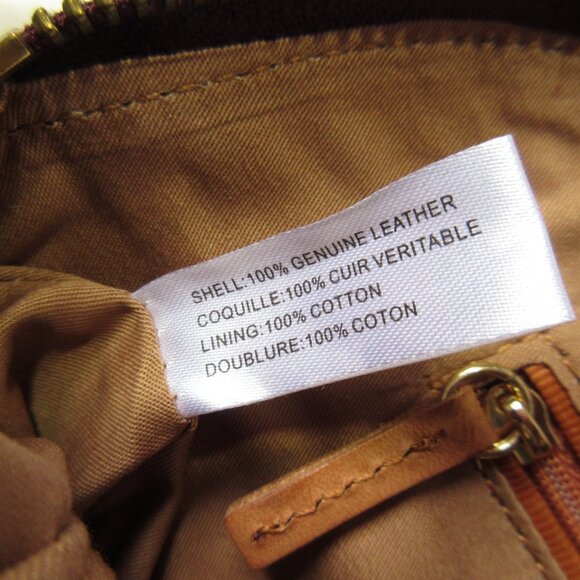 SHELL:100% GENUINE LEATHER
COQUILLE:100% CUIR VERITABLE
LINING:100% COTTON
DOUBLURE:100% COTON